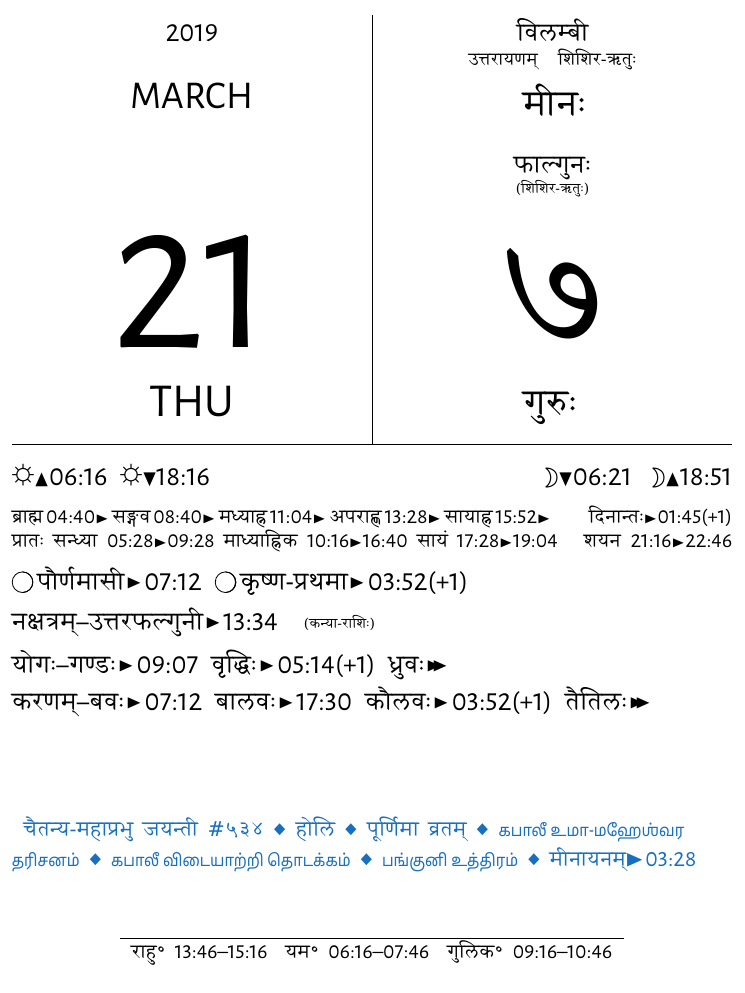 2019
MARCH
21
THU
विलम्बी
उत्तरायणम् शिशिर-ऋतुः
मीनः
फाल्गुनः
(शिशिर-ऋतुः)
७
गुरुः
☼▲06:16 ☼▼18:16 ☽▼06:21 ☽▲18:51
ब्राह्म 04:40► सङ्गव 08:40► मध्याह्न 11:04► अपराह्ण 13:28► सायाह्न 15:52► दिनान्तः►01:45(+1)
प्रातः सन्ध्या 05:28►09:28 माध्याह्निक 10:16►16:40 सायं 17:28►19:04 शयन 21:16►22:46
○पौर्णमासी►07:12 ○कृष्ण-प्रथमा►03:52(+1)
नक्षत्रम्–उत्तरफल्गुनी►13:34 (कन्या-राशिः)
योगः–गण्डः►09:07 वृद्धिः►05:14(+1) ध्रुवः►►
करणम्–बवः►07:12 बालवः►17:30 कौलवः►03:52(+1) तैतिलः►►
चैतन्य-महाप्रभु जयन्ती #५३४ ◆ होलि ◆ पूर्णिमा व्रतम् ◆ கபாலீ உமா-மஹேஶ்வர
தரிசனம் ◆ கபாலீ விடையாற்றி தொடக்கம் ◆ பங்குனி உத்திரம் ◆ मीनायनम्►03:28
राहु° 13:46–15:16 यम° 06:16–07:46 गुलिक° 09:16–10:46